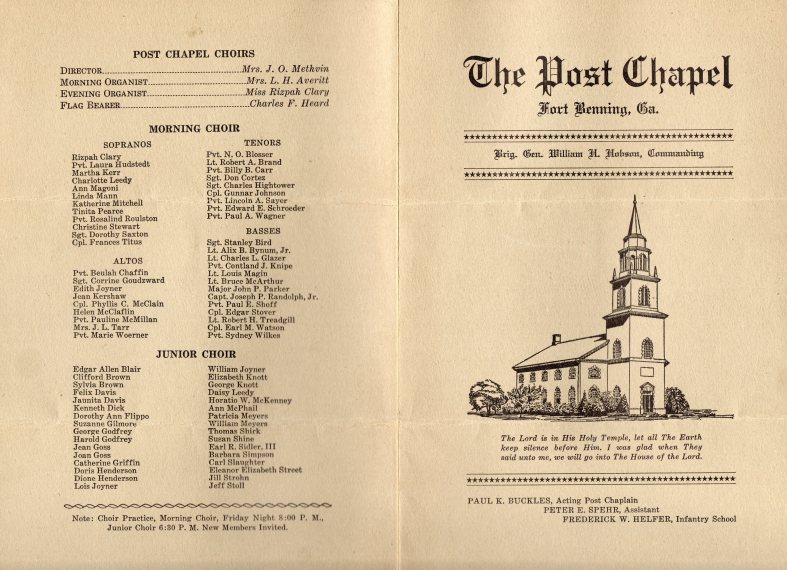 POST CHAPEL CHOIRS
DIRECTOR Mrs. J. O. Methvin
MORNING ORGANIST Mrs. L. H. Averitt
EVENING ORGANIST Miss Rizpah Clary
FLAG BEARER Charles F. Heard
MORNING CHOIR
SOPRANOS
Rizpah Clary
Pvt. Laura Hudstedt
Martha Kerr
Charlotte Leedy
Ann Magoni
Linda Mann
Katherine Mitchell
Tinita Pearce
Pvt. Rosalind Roulston
Christine Stewart
Sgt. Dorothy Saxton
Cpl. Frances Titus
ALTOS
Pvt. Beulah Chaffin
Sgt. Corrine Goudzward
Edith Joyner
Jean Kershaw
Cpl. Phyllis C. McClain
Helen McClaflin
Pvt. Pauline McMillan
Mrs. J. L. Tarr
Pvt. Marie Woerner
TENORS
Pvt. N. O. Blosser
Lt. Robert A. Brand
Pvt. Billy B. Carr
Sgt. Don Cortez
Sgt. Charles Hightower
Cpl. Gunnar Johnson
Pvt. Lincoln A. Sayer
Pvt. Edward E. Schroeder
Pvt. Paul A. Wagner
BASSES
Sgt. Stanley Bird
Lt. Alix B. Bynum, Jr.
Lt. Charles L. Glazer
Pvt. Contland J. Knipe
Lt. Louis Magin
Lt. Bruce McArthur
Major John P. Parker
Capt. Joseph P. Randolph, Jr.
Pvt. Paul E. Shoff
Cpl. Edgar Stover
Lt. Robert H. Treadgill
Cpl. Earl M. Watson
Pvt. Sydney Wilkes
JUNIOR CHOIR
Edgar Allen Blair
Clifford Brown
Sylvia Brown
Felix Davis
Jaunita Davis
Kenneth Dick
Dorothy Ann Flippo
Suzanne Gilmore
George Godfrey
Harold Godfrey
Jean Goss
Joan Goss
Catherine Griffin
Doris Henderson
Dione Henderson
Lois Joyner
William Joyner
Elizabeth Knott
George Knott
Daisy Leedy
Horatio W. McKenney
Ann McPhail
Patricia Meyers
William Meyers
Thomas Shick
Susan Shine
Earl R. Sidler, III
Barbara Simpson
Carl Slaughter
Eleanor Elizabeth Street
Jill Strohn
Jeff Stoll
Note: Choir Practice, Morning Choir, Friday Night 8:00 P. M.,
Junior Choir 6:30 P. M. New Members Invited.
The Post Chapel
Fort Benning, Ga.
Brig. Gen. William H. Hobson, Commanding
The Lord is in His Holy Temple, let all The Earth
keep silence before Him. I was glad when They
said unto me, we will go into The House of the Lord.
PAUL K. BUCKLES, Acting Post Chaplain
PETER E. SPEHR, Assistant
FREDERICK W. HELFER, Infantry School